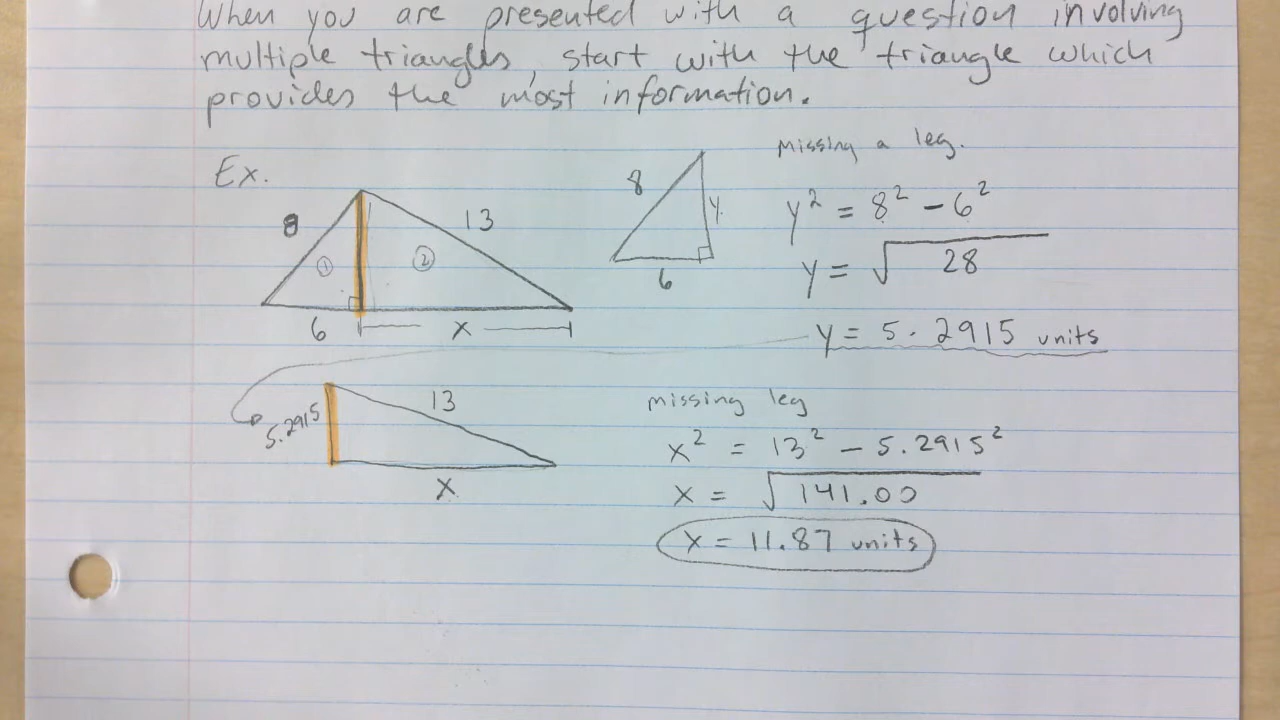 When you are presented with a question involving
multiple triangles, start with the triangle which
provides the most information.
Ex.
8
13
①
②
6
x
8
y
6
missing a leg.
y² = 8² - 6²
y = √28
y = 5.2915 units
5.2915
13
x
missing leg
x² = 13² - 5.2915²
x = √141.00
x = 11.87 units